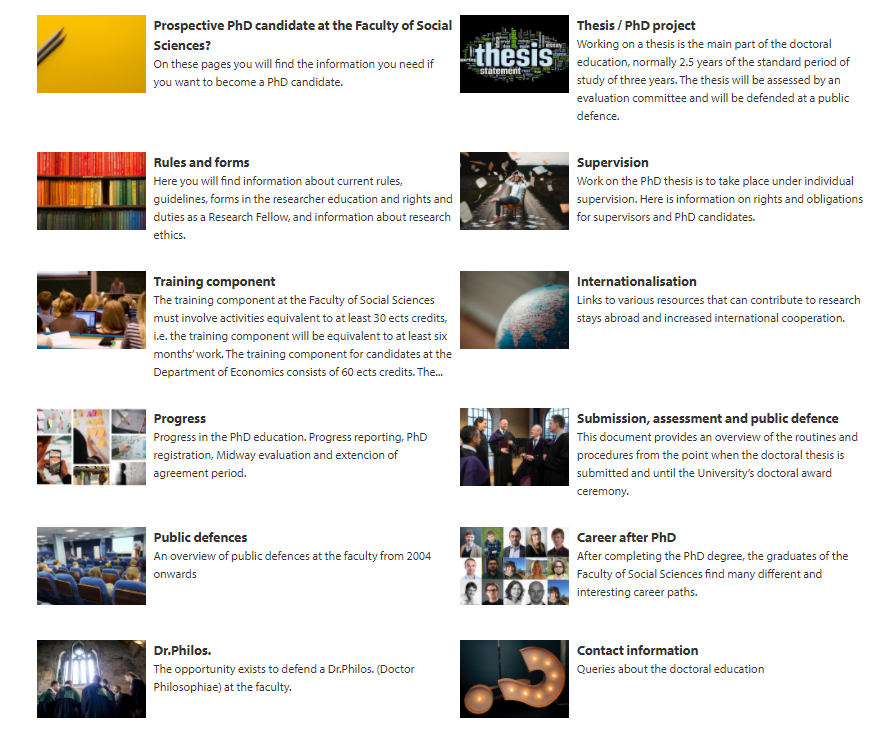 Prospective PhD candidate at the Faculty of Social
Sciences?
On these pages you will find the information you need if
you want to become a PhD candidate.
thesis
statement
essay
paper
Thesis / PhD project
Working on a thesis is the main part of the doctoral
education, normally 2.5 years of the standard period of
study of three years. The thesis will be assessed by an
evaluation committee and will be defended at a public
defence.
Rules and forms
Here you will find information about current rules,
guidelines, forms in the researcher education and rights and
duties as a Research Fellow, and information about research
ethics.
Supervision
Work on the PhD thesis is to take place under individual
supervision. Here is information on rights and obligations
for supervisors and PhD candidates.
Training component
The training component at the Faculty of Social Sciences
must involve activities equivalent to at least 30 ects credits,
i.e. the training component will be equivalent to at least six
months' work. The training component for candidates at the
Department of Economics consists of 60 ects credits. The...
Internationalisation
Links to various resources that can contribute to research
stays abroad and increased international cooperation.
Progress
Progress in the PhD education. Progress reporting, PhD
registration, Midway evaluation and extencion of
agreement period.
Submission, assessment and public defence
This document provides an overview of the routines and
procedures from the point when the doctoral thesis is
submitted and until the University's doctoral award
ceremony.
Public defences
An overview of public defences at the faculty from 2004
onwards
Career after PhD
After completing the PhD degree, the graduates of the
Faculty of Social Sciences find many different and
interesting career paths.
Dr.Philos.
The opportunity exists to defend a Dr.Philos. (Doctor
Philosophiae) at the faculty.
Contact information
Queries about the doctoral education